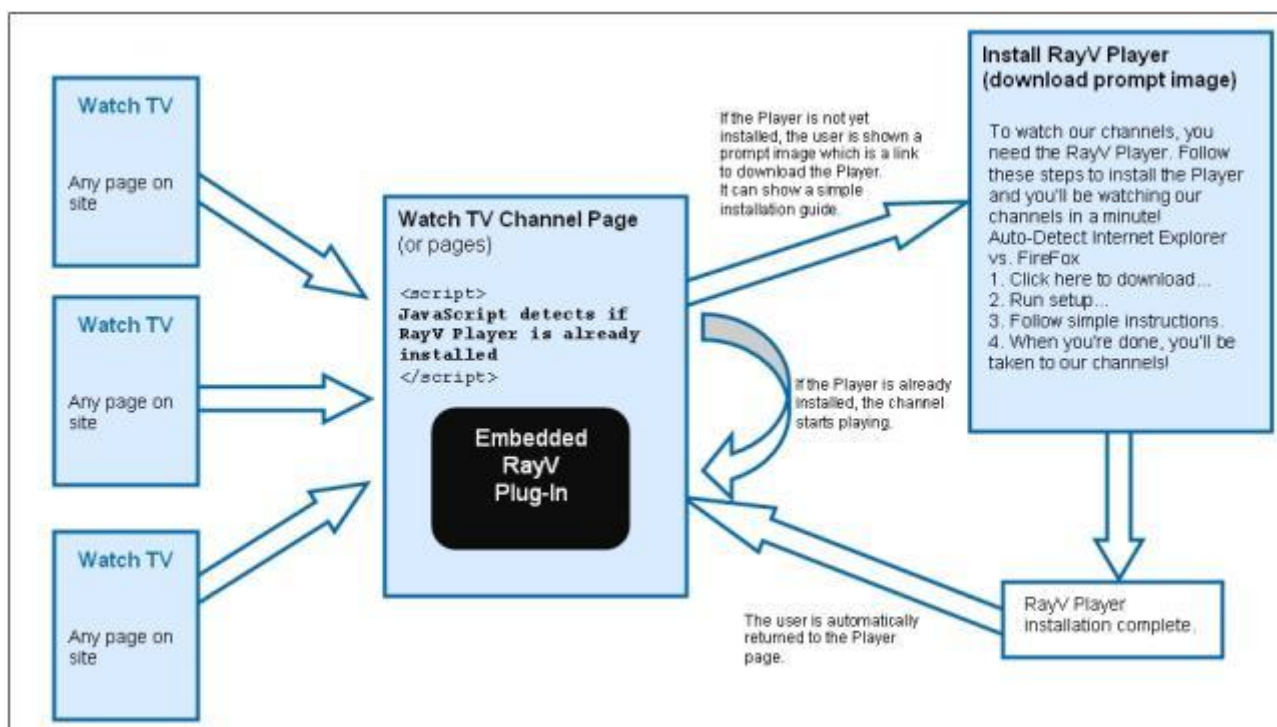 Watch TV
Any page on
site
Watch TV
Any page on
site
Watch TV
Any page on
site
Watch TV Channel Page
(or pages)
<script>
JavaScript detects if
RayV Player is already
installed
</script>
Embedded
RayV
Plug-In
If the Player is not yet
installed, the user is shown a
prompt image which is a link
to download the Player.
It can show a simple
installation guide.
If the Player is already
installed, the channel
starts playing.
The user is automatically
returned to the Player
page.
Install RayV Player
(download prompt image)
To watch our channels, you
need the RayV Player. Follow
these steps to install the Player
and you'll be watching our
channels in a minute!
Auto-Detect Internet Explorer
vs. FireFox
1. Click here to download...
2. Run setup...
3. Follow simple instructions.
4. When you're done, you'll be
taken to our channels!
RayV Player
installation complete.